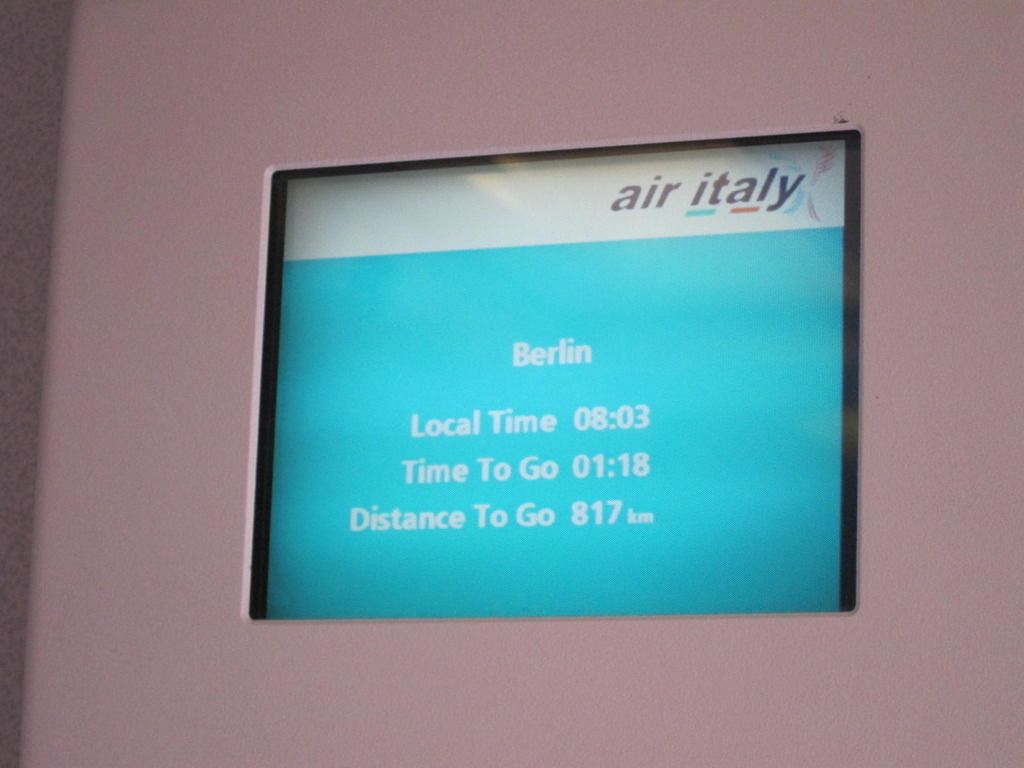 air italy
Berlin
Local Time 08:03
Time To Go 01:18
Distance To Go 817 km